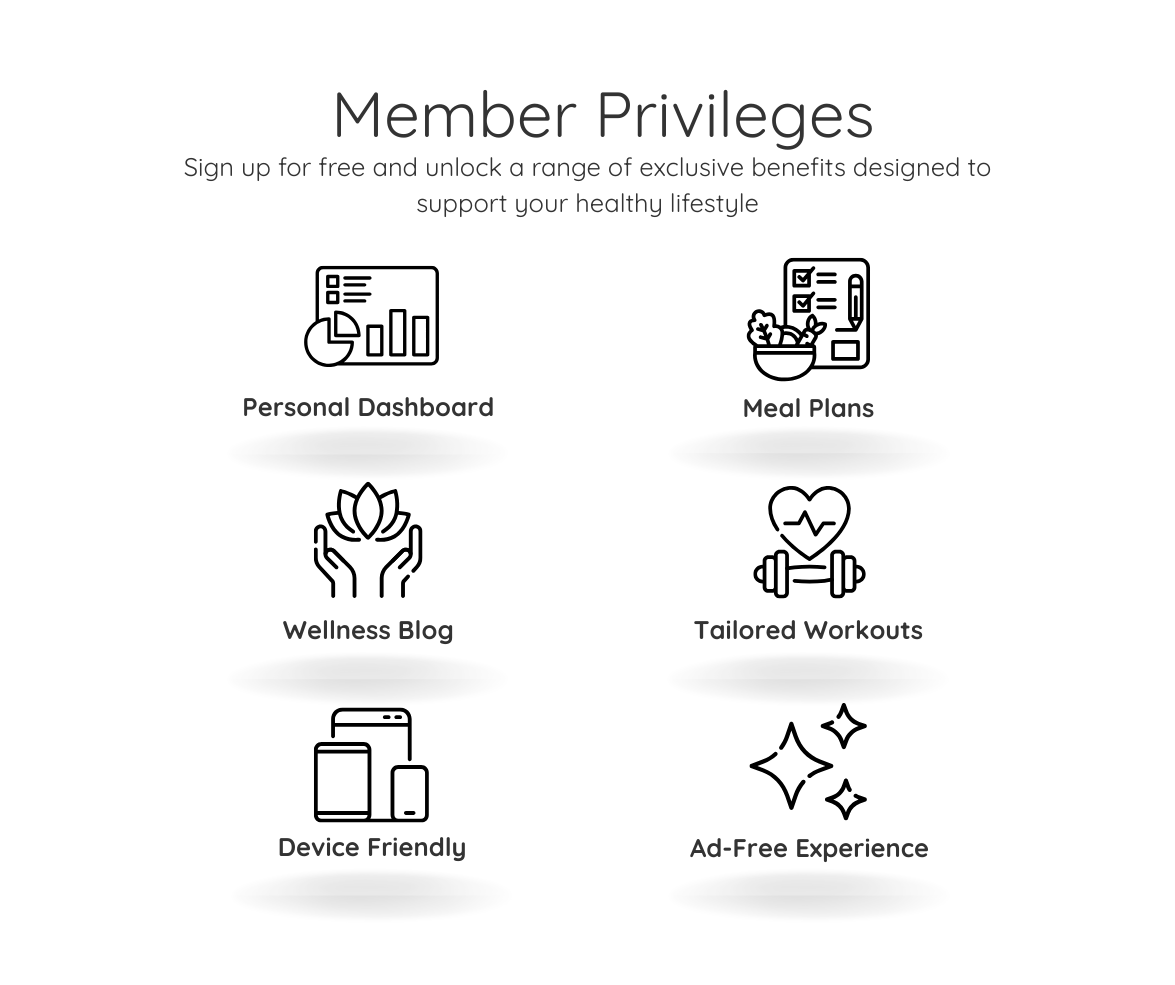 Member Privileges
Sign up for free and unlock a range of exclusive benefits designed to
support your healthy lifestyle
Personal Dashboard
Meal Plans
Wellness Blog
Tailored Workouts
Device Friendly
Ad-Free Experience